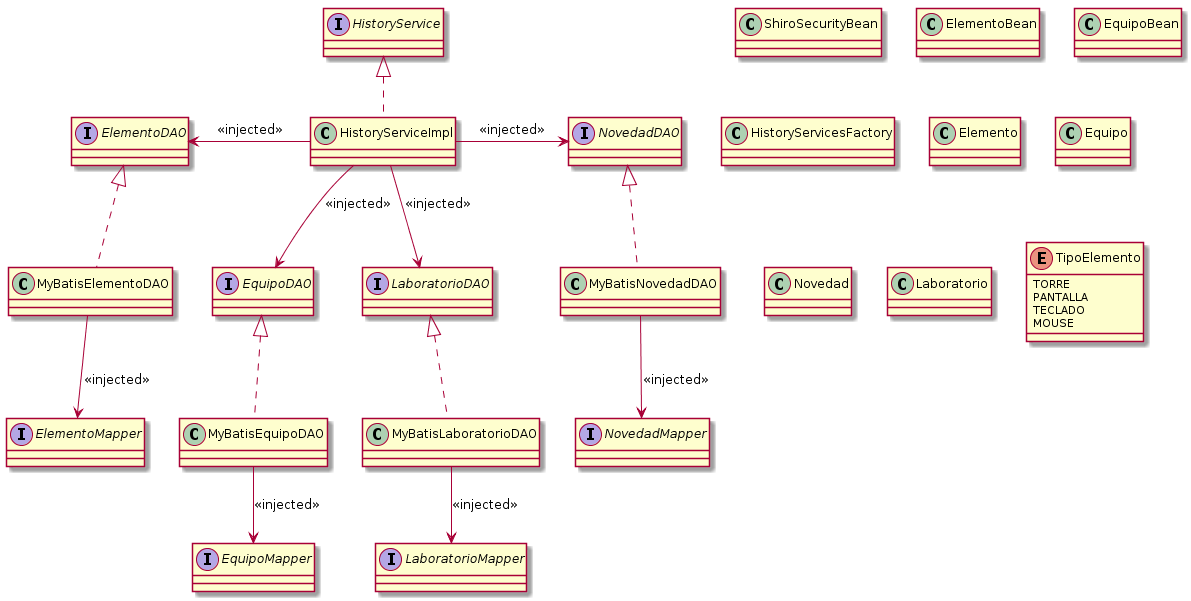 I HistoryService
C ShiroSecurityBean
C ElementoBean
C EquipoBean
I ElementoDAO
«injected»
C HistoryServiceImpl
«injected»
I NovedadDAO
C HistoryServicesFactory
C Elemento
C Equipo
«injected»
«injected»
C MyBatisElementoDAO
I EquipoDAO
I LaboratorioDAO
C MyBatisNovedadDAO
C Novedad
C Laboratorio
E TipoElemento
TORRE
PANTALLA
TECLADO
MOUSE
«injected»
«injected»
I ElementoMapper
C MyBatisEquipoDAO
C MyBatisLaboratorioDAO
I NovedadMapper
«injected»
«injected»
I EquipoMapper
I LaboratorioMapper